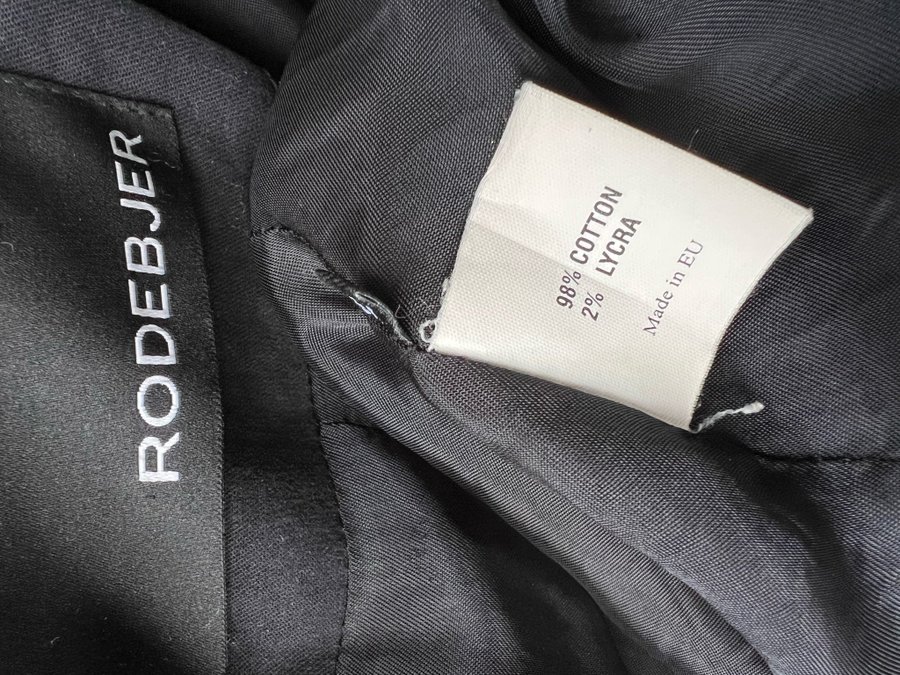 RODEBJER
98% COTTON
2% LYCRA
Made in EU